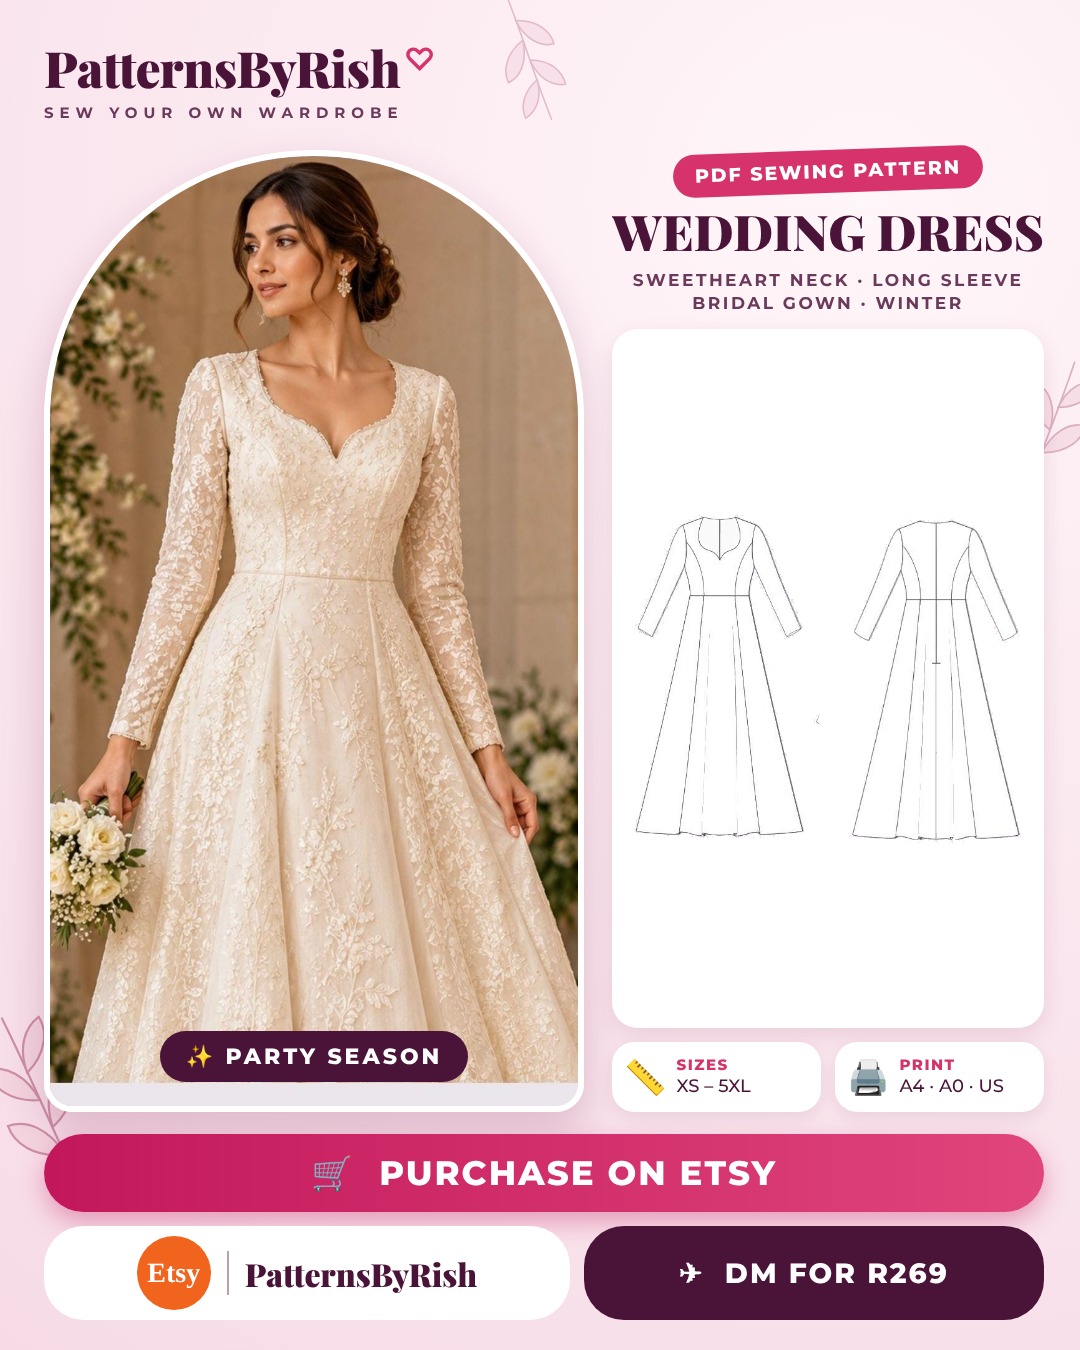 PatternsByRish
SEW YOUR OWN WARDROBE
PDF SEWING PATTERN
WEDDING DRESS
SWEETHEART NECK · LONG SLEEVE
BRIDAL GOWN · WINTER
✨ PARTY SEASON
SIZES
XS – 5XL
PRINT
A4 · A0 · US
PURCHASE ON ETSY
Etsy
PatternsByRish
DM FOR R269